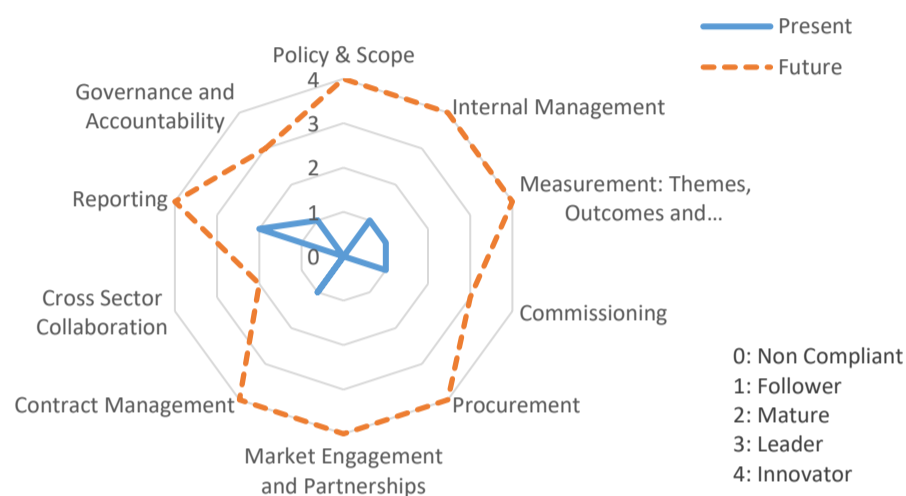 Present
Future
Policy & Scope
Governance and
Accountability
Internal Management
Measurement: Themes,
Outcomes and...
Reporting
Cross Sector
Collaboration
Commissioning
Contract Management
Procurement
Market Engagement
and Partnerships
4
3
2
1
0
0: Non Compliant
1: Follower
2: Mature
3: Leader
4: Innovator